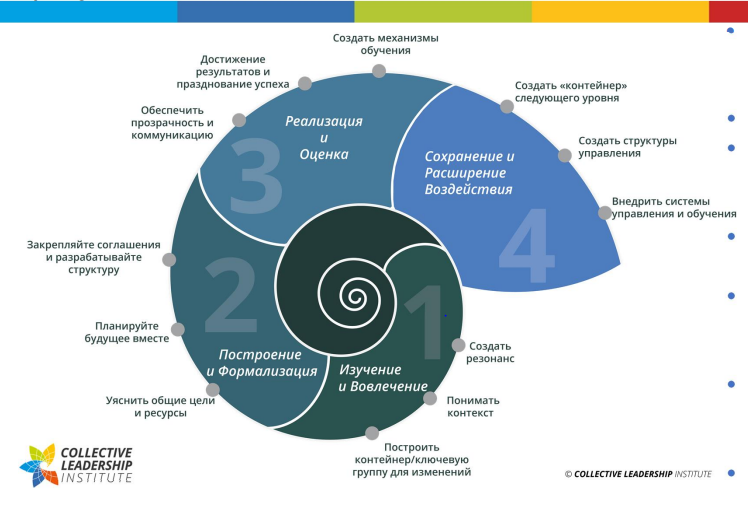 Создать механизмы
обучения
Достижение
результатов и
празднование успеха
Обеспечить
прозрачность и
коммуникацию
Создать «контейнер»
следующего уровня
Создать структуры
управления
Внедрить системы
управления и обучения
3
Реализация
и
Оценка
Сохранение и
Расширение
Воздействия
4
Закрепляйте соглашения
и разрабатывайте
структуру
Планируйте
будущее вместе
Уяснить общие цели
и ресурсы
2
Построение
и Формализация
1
Изучение
и Вовлечение
Создать
резонанс
Понимать
контекст
Построить
контейнер/ключевую
группу для изменений
COLLECTIVE
LEADERSHIP
INSTITUTE
© COLLECTIVE LEADERSHIP INSTITUTE